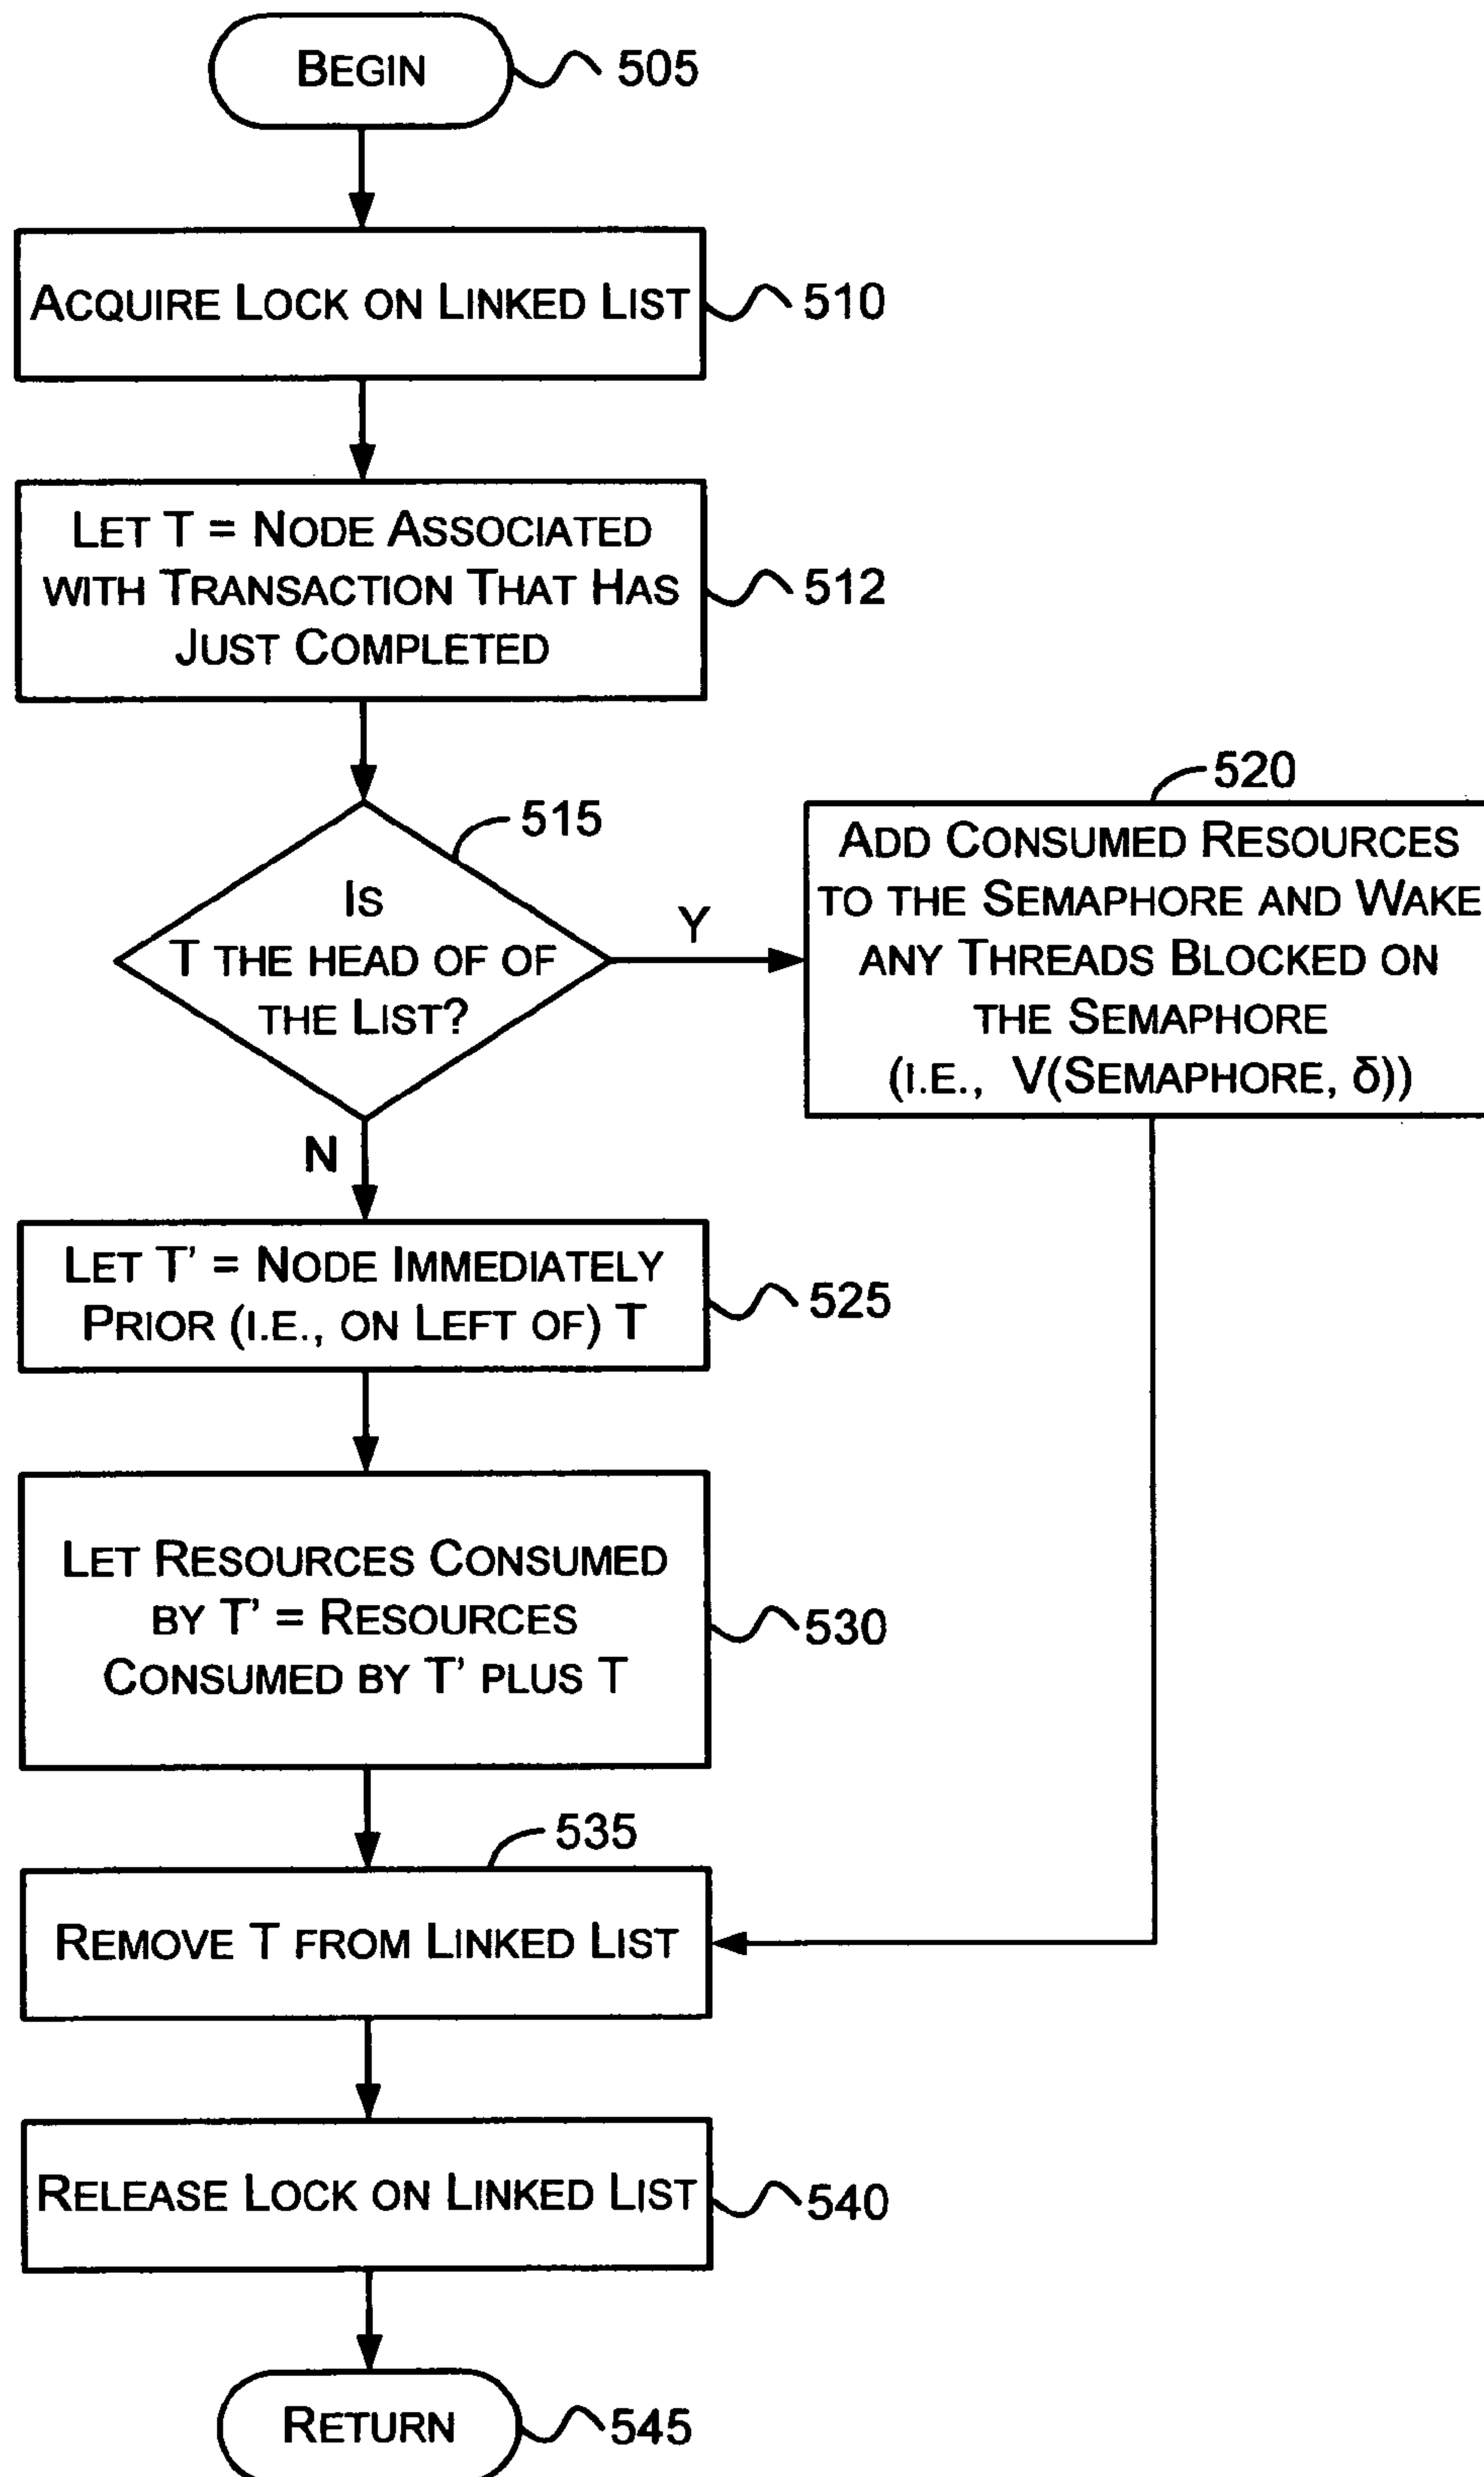 BEGIN
505
ACQUIRE LOCK ON LINKED LIST
510
LET T = NODE ASSOCIATED
WITH TRANSACTION THAT HAS
JUST COMPLETED
512
515
IS
T THE HEAD OF OF
THE LIST?
Y
520
ADD CONSUMED RESOURCES
TO THE SEMAPHORE AND WAKE
ANY THREADS BLOCKED ON
THE SEMAPHORE
(I.E., V(SEMAPHORE, δ))
N
LET T' = NODE IMMEDIATELY
PRIOR (I.E., ON LEFT OF) T
525
LET RESOURCES CONSUMED
BY T' = RESOURCES
CONSUMED BY T' PLUS T
530
535
REMOVE T FROM LINKED LIST
RELEASE LOCK ON LINKED LIST
540
RETURN
545